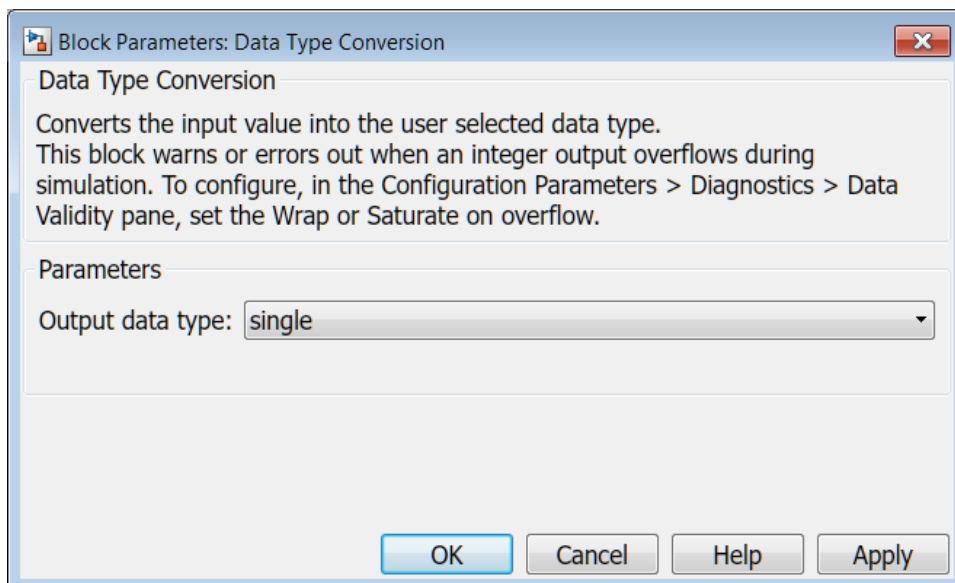 Block Parameters: Data Type Conversion
Data Type Conversion
Converts the input value into the user selected data type.
This block warns or errors out when an integer output overflows during
simulation. To configure, in the Configuration Parameters > Diagnostics > Data
Validity pane, set the Wrap or Saturate on overflow.
Parameters
Output data type: single
OK Cancel Help Apply